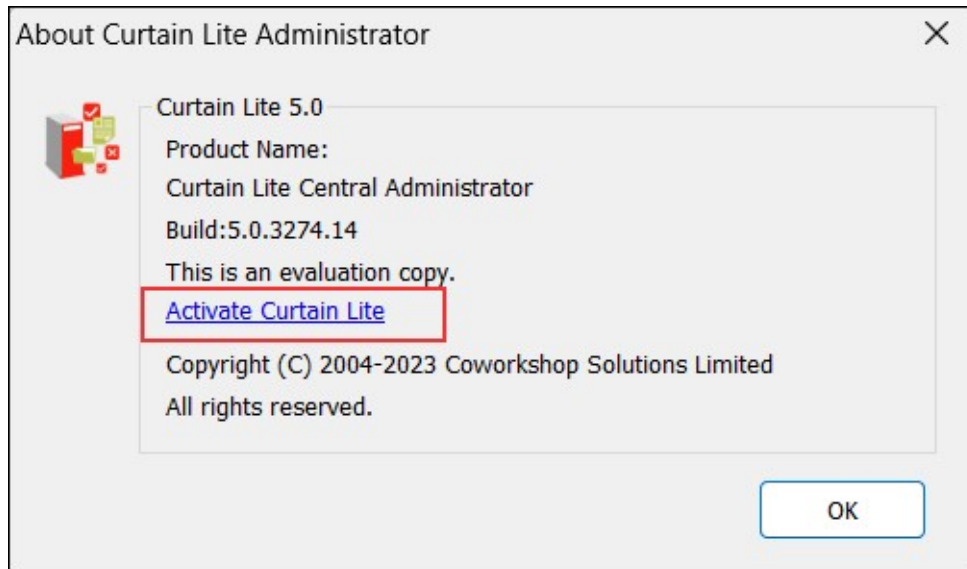 About Curtain Lite Administrator
Curtain Lite 5.0
Product Name:
Curtain Lite Central Administrator
Build:5.0.3274.14
This is an evaluation copy.
Activate Curtain Lite
Copyright (C) 2004-2023 Coworkshop Solutions Limited
All rights reserved.
OK